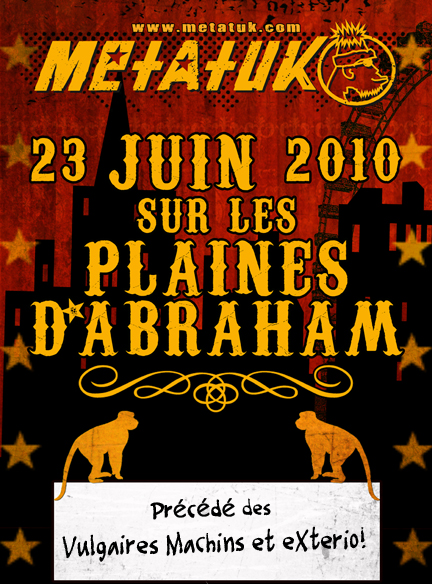 www.metatuk.com
METATUK
23 JUIN 2010
SUR LES
PLAINES
D'ABRAHAM
Précédé des
Vulgaires Machins et eXterio!